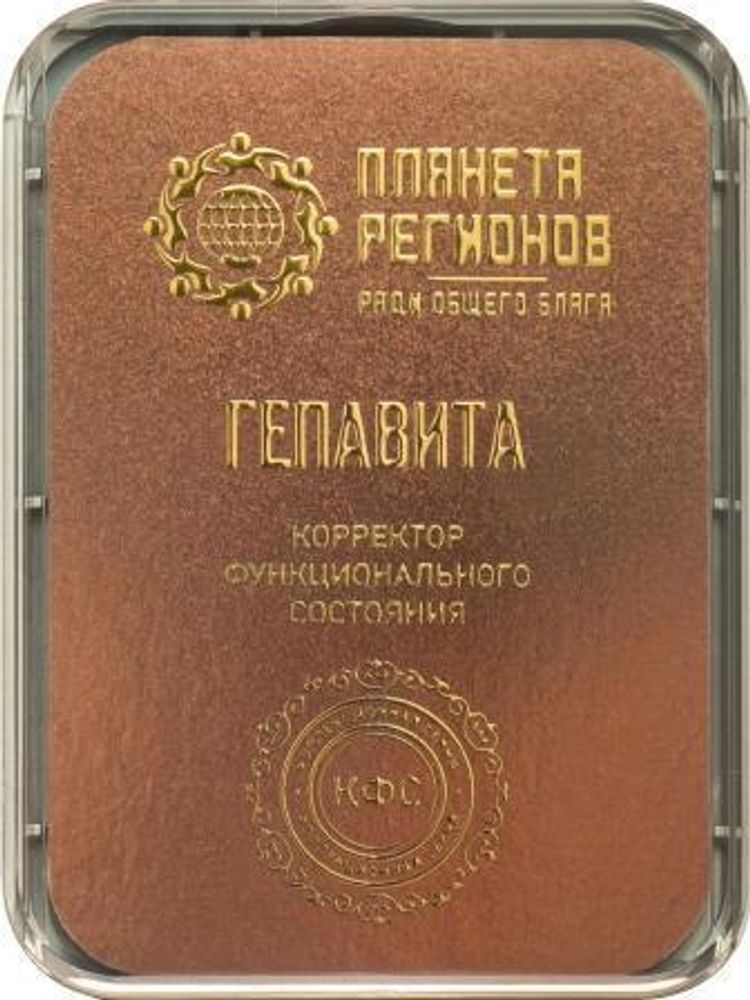 ПЛАНЕТА
РЕГИОНОВ
РАДИ ОБЩЕГО БЛАГА
ГЕПАВИТА
КОРРЕКТОР
ФУНКЦИОНАЛЬНОГО
СОСТОЯНИЯ
КФС